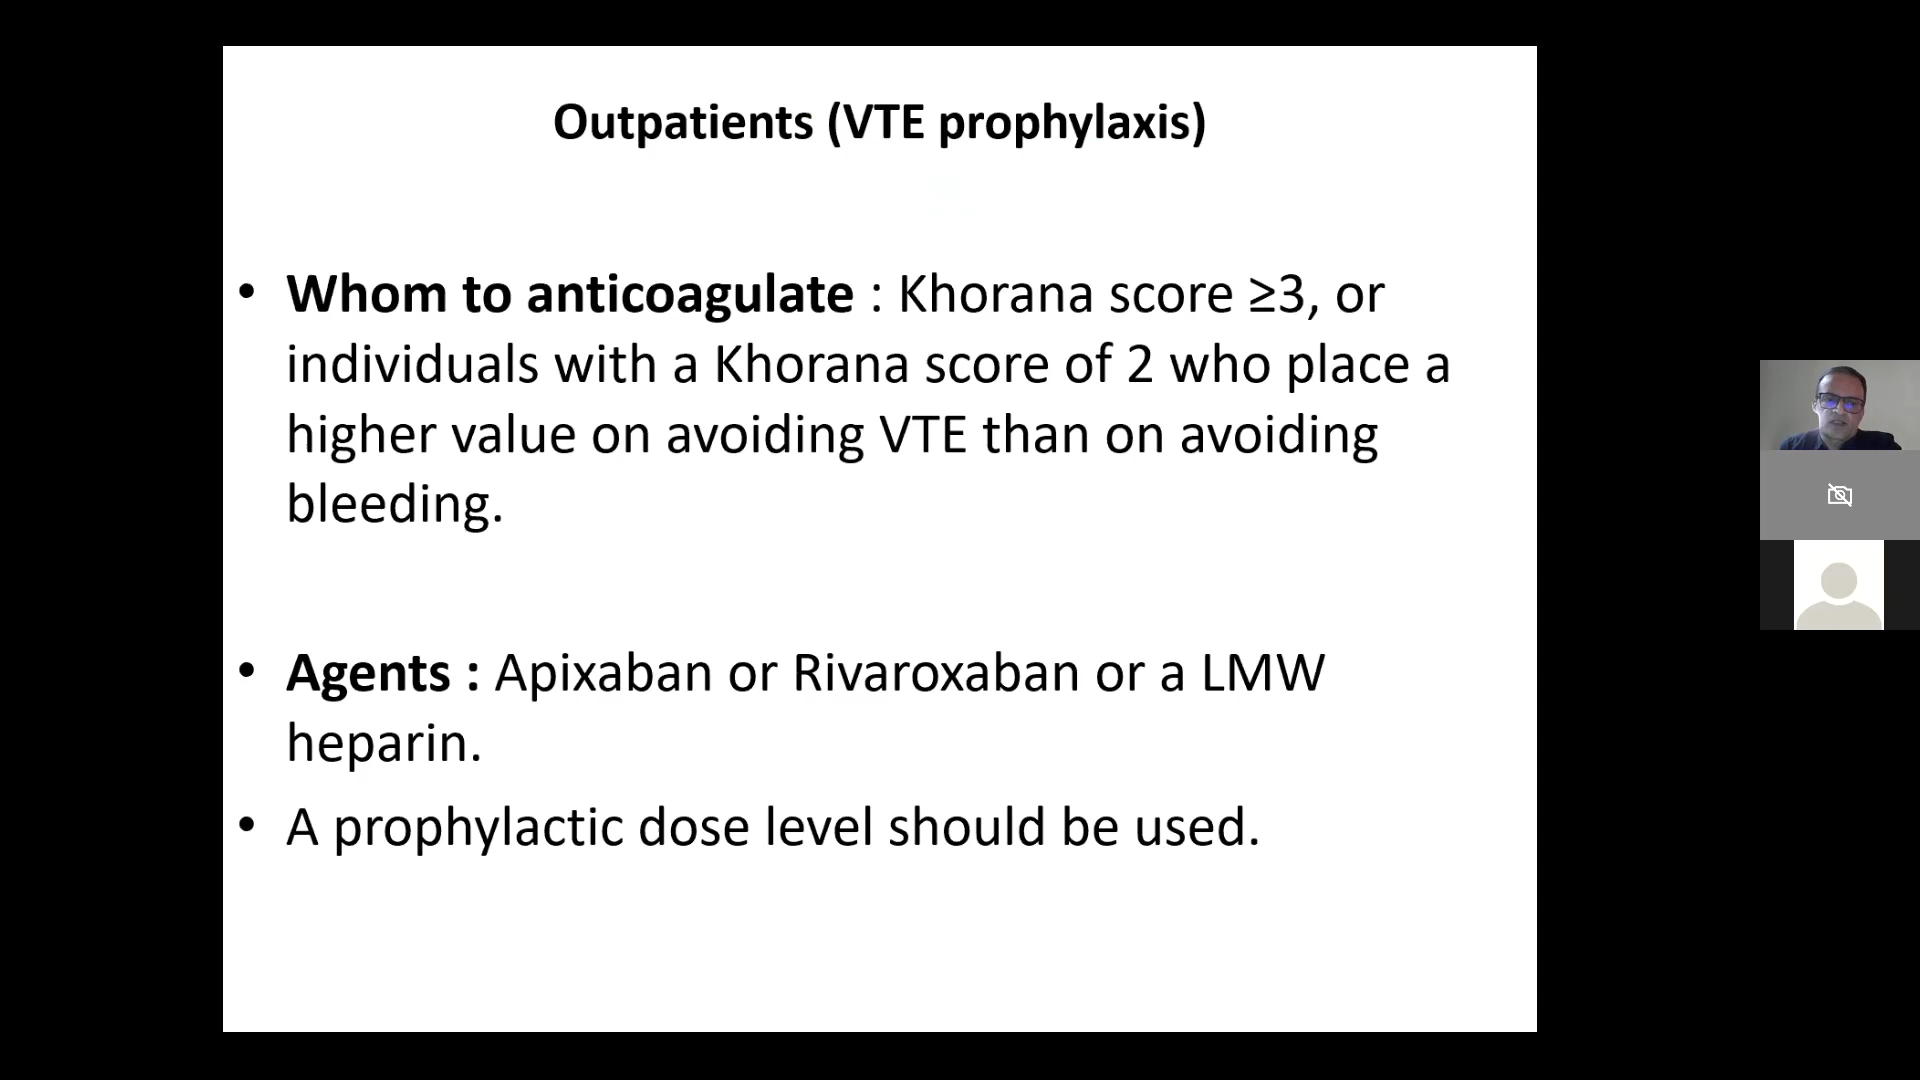 Outpatients (VTE prophylaxis)
• Whom to anticoagulate : Khorana score ≥3, or
individuals with a Khorana score of 2 who place a
higher value on avoiding VTE than on avoiding
bleeding.
• Agents : Apixaban or Rivaroxaban or a LMW
heparin.
• A prophylactic dose level should be used.